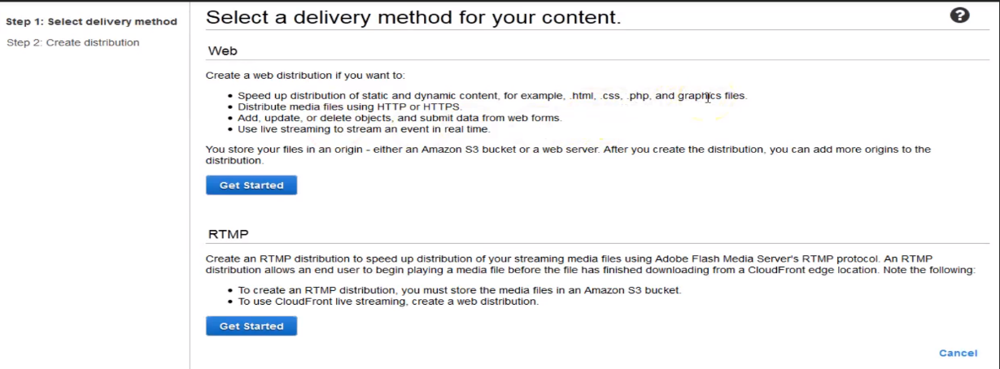 Step 1: Select delivery method
Step 2: Create distribution
Select a delivery method for your content.
?
Web
Create a web distribution if you want to:
• Speed up distribution of static and dynamic content, for example, .html, .css, .php, and graphics files.
• Distribute media files using HTTP or HTTPS.
• Add, update, or delete objects, and submit data from web forms.
• Use live streaming to stream an event in real time.
You store your files in an origin - either an Amazon S3 bucket or a web server. After you create the distribution, you can add more origins to the
distribution.
Get Started
RTMP
Create an RTMP distribution to speed up distribution of your streaming media files using Adobe Flash Media Server's RTMP protocol. An RTMP
distribution allows an end user to begin playing a media file before the file has finished downloading from a CloudFront edge location. Note the following:
• To create an RTMP distribution, you must store the media files in an Amazon S3 bucket.
• To use CloudFront live streaming, create a web distribution.
Get Started
Cancel